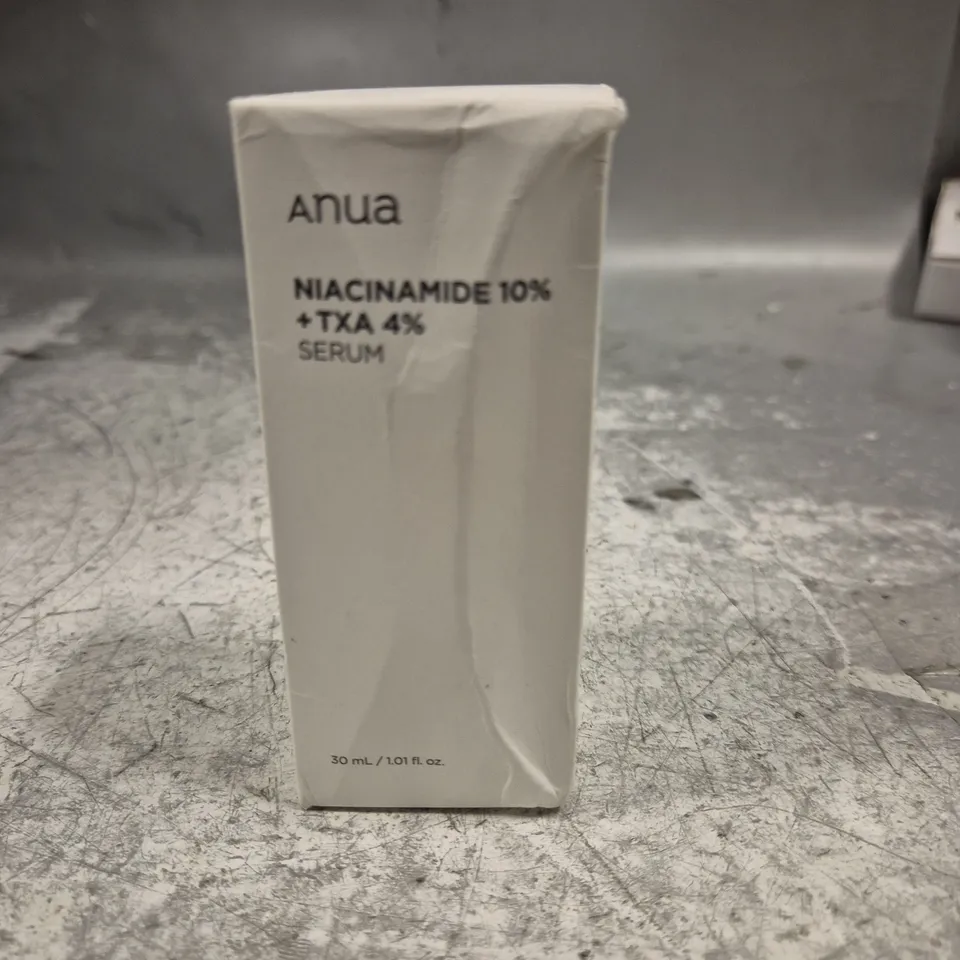 Anua
NIACINAMIDE 10%
+ TXA 4%
SERUM
30 mL / 1.01 fl. oz.